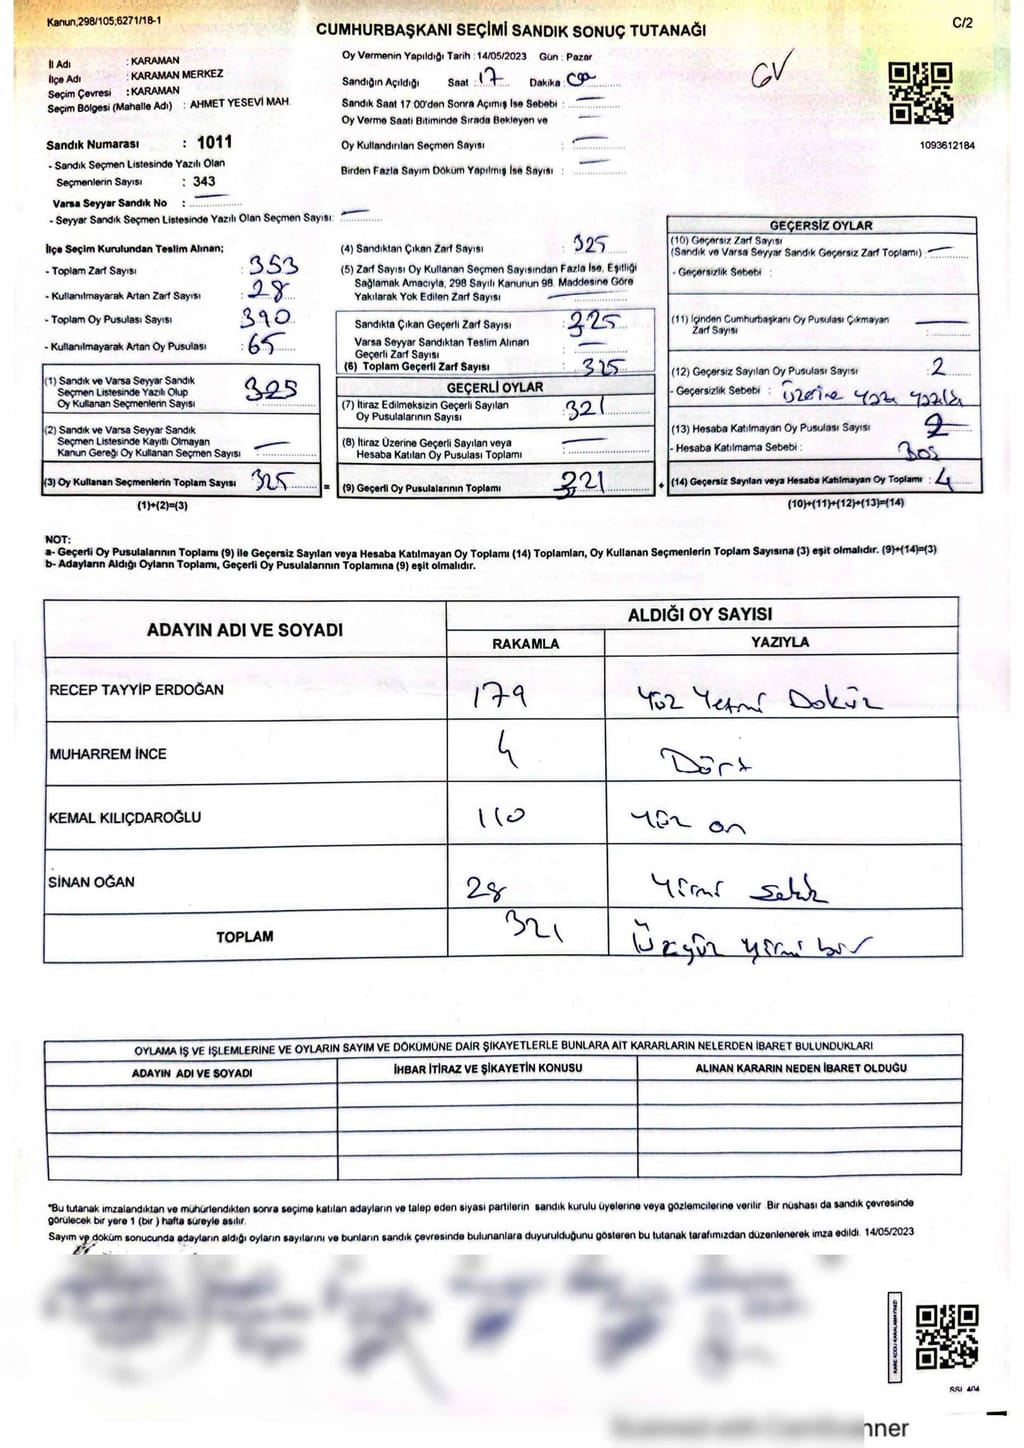 Kanun,298/105;6271/18-1
C/2
CUMHURBAŞKANI SEÇİMİ SANDIK SONUÇ TUTANAĞI
İl Adı : KARAMAN
İlçe Adı : KARAMAN MERKEZ
Seçim Çevresi : KARAMAN
Seçim Bölgesi (Mahalle Adı) : AHMET YESEVİ MAH.
Sandık Numarası : 1011
- Sandık Seçmen Listesinde Yazılı Olan
Seçmenlerin Sayısı : 343
Varsa Seyyar Sandık No :
- Seyyar Sandık Seçmen Listesinde Yazılı Olan Seçmen Sayısı:
Oy Vermenin Yapıldığı Tarih : 14/05/2023 Gün : Pazar
Sandığın Açıldığı Saat : 17 Dakika :
Sandık Saat 17.00'den Sonra Açımış İse Sebebi :
Oy Verme Saati Bitiminde Sırada Bekleyen ve
Oy Kullandırılan Seçmen Sayısı :
Birden Fazla Sayım Döküm Yapılmış İse Sayısı :
GV
1093612184
İlçe Seçim Kurulundan Teslim Alınan;
- Toplam Zarf Sayısı : 353
- Kullanılmayarak Artan Zarf Sayısı : 28
- Toplam Oy Pusulası Sayısı : 390
- Kullanılmayarak Artan Oy Pusulası : 65
(1) Sandık ve Varsa Seyyar Sandık
Seçmen Listesinde Yazılı Olup
Oy Kullanan Seçmenlerin Sayısı 325
(2) Sandık ve Varsa Seyyar Sandık
Seçmen Listesinde Kayıtlı Olmayan
Kanun Gereği Oy Kullanan Seçmen Sayısı :
(3) Oy Kullanan Seçmenlerin Toplam Sayısı 325 =
(1)+(2)=(3)
(4) Sandıktan Çıkan Zarf Sayısı : 325
(5) Zarf Sayısı Oy Kullanan Seçmen Sayısından Fazla İse, Eşitliği
Sağlamak Amacıyla, 298 Sayılı Kanunun 98. Maddesine Göre
Yakılarak Yok Edilen Zarf Sayısı
Sandıkta Çıkan Geçerli Zarf Sayısı : 325
Varsa Seyyar Sandıktan Teslim Alınan
Geçerli Zarf Sayısı
(6) Toplam Geçerli Zarf Sayısı : 325
GEÇERLİ OYLAR
(7) İtiraz Edilmeksizin Geçerli Sayılan
Oy Pusulalarının Sayısı : 321
(8) İtiraz Üzerine Geçerli Sayılan veya
Hesaba Katılan Oy Pusulası Toplamı :
(9) Geçerli Oy Pusulalarının Toplamı 321 +
GEÇERSİZ OYLAR
(10) Geçersiz Zarf Sayısı
(Sandık ve Varsa Seyyar Sandık Geçersiz Zarf Toplamı) :
- Geçersizlik Sebebi :
(11) İçinden Cumhurbaşkanı Oy Pusulası Çıkmayan
Zarf Sayısı :
(12) Geçersiz Sayılan Oy Pusulası Sayısı : 2
- Geçersizlik Sebebi : Üzerine yazı yazıldı
(13) Hesaba Katılmayan Oy Pusulası Sayısı 2
- Hesaba Katılmama Sebebi : Boş
(14) Geçersiz Sayılan veya Hesaba Katılmayan Oy Toplamı : 4
(10)+(11)+(12)+(13)=(14)
NOT:
a- Geçerli Oy Pusulalarının Toplamı (9) ile Geçersiz Sayılan veya Hesaba Katılmayan Oy Toplamı (14) Toplamları, Oy Kullanan Seçmenlerin Toplam Sayısına (3) eşit olmalıdır. (9)+(14)=(3)
b- Adayların Aldığı Oyların Toplamı, Geçerli Oy Pusulalarının Toplamına (9) eşit olmalıdır.
ADAYIN ADI VE SOYADI ALDIĞI OY SAYISI
RAKAMLA YAZIYLA
RECEP TAYYİP ERDOĞAN 179 Yüz Yetmi Dokuz
MUHARREM İNCE 4 Dört
KEMAL KILIÇDAROĞLU 110 Yüz on
SİNAN OĞAN 28 Yirmi Sekiz
TOPLAM 321 Üçyüz yirmi bir
OYLAMA İŞ VE İŞLEMLERİNE VE OYLARIN SAYIM VE DÖKÜMÜNE DAİR ŞİKAYETLERLE BUNLARA AİT KARARLARIN NELERDEN İBARET BULUNDUKLARI
ADAYIN ADI VE SOYADI İHBAR İTİRAZ VE ŞİKAYETİN KONUSU ALINAN KARARIN NEDEN İBARET OLDUĞU
*Bu tutanak imzalandıktan ve mühürlendikten sonra seçime katılan adayların ve talep eden siyasi partilerin sandık kurulu üyelerine veya gözlemcilerine verilir. Bir nüshası da sandık çevresinde
görülecek bir yere 1 (bir) hafta süreyle asılır.
Sayım ve döküm sonucunda adayların aldığı oyların sayılarını ve bunların sandık çevresinde bulunanlara duyurulduğunu gösteren bu tutanak tarafımızdan düzenlenerek imza edildi. 14/05/2023